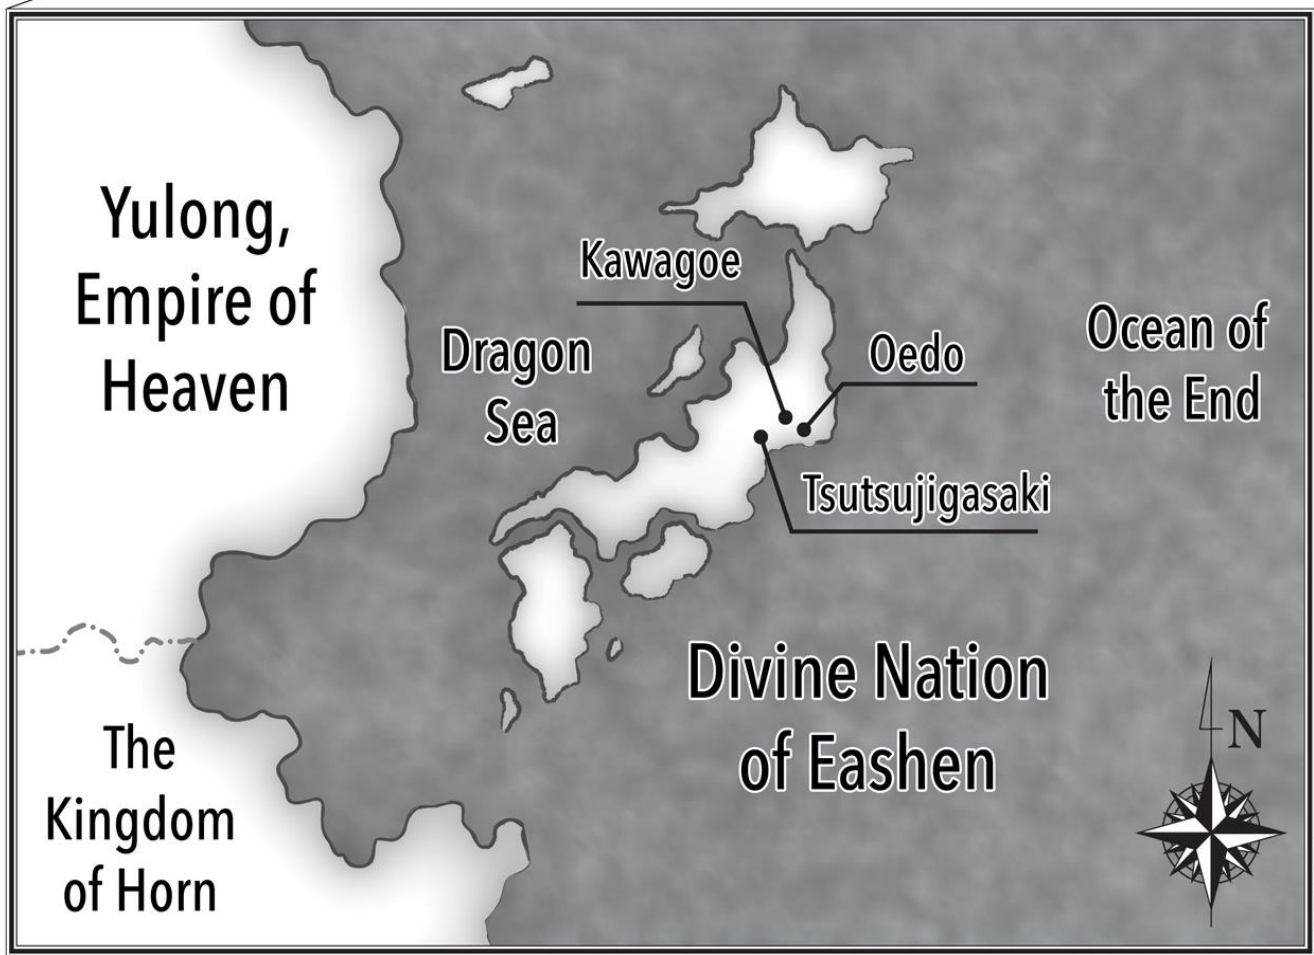 Yulong,
Empire of
Heaven
Kawagoe
Dragon
Sea
Oedo
Ocean of
the End
Tsutsujigasaki
Divine Nation
of Eashen
The
Kingdom
of Horn
N